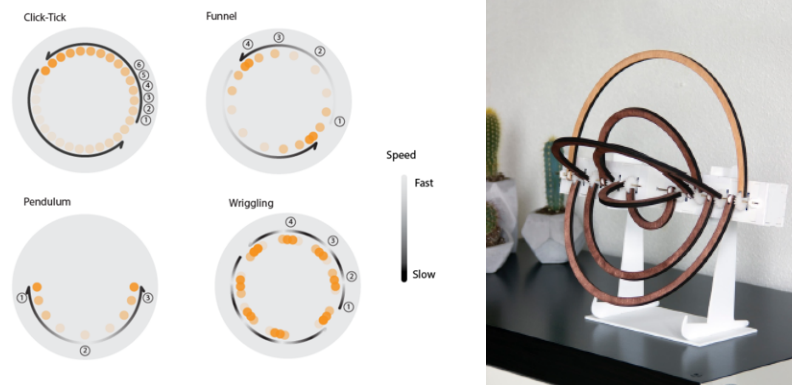 Click-Tick
⑥
⑤
④
③
②
①
Funnel
④
③
②
①
Speed
Fast
Slow
Pendulum
①
②
③
Wriggling
④
③
②
①